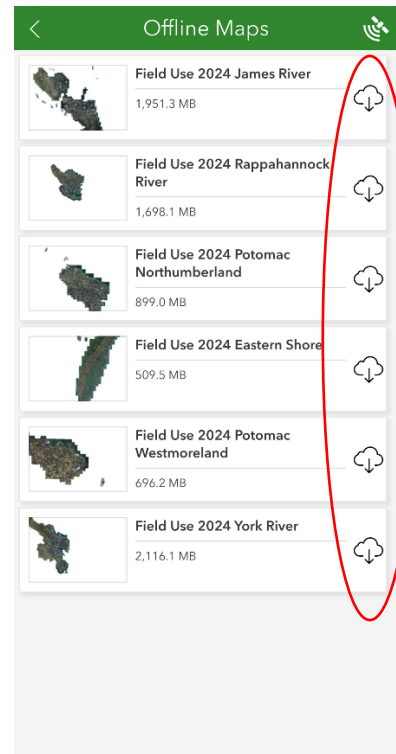 Offline Maps
Field Use 2024 James River
1,951.3 MB
Field Use 2024 Rappahannock
River
1,698.1 MB
Field Use 2024 Potomac
Northumberland
899.0 MB
Field Use 2024 Eastern Shore
509.5 MB
Field Use 2024 Potomac
Westmoreland
696.2 MB
Field Use 2024 York River
2,116.1 MB